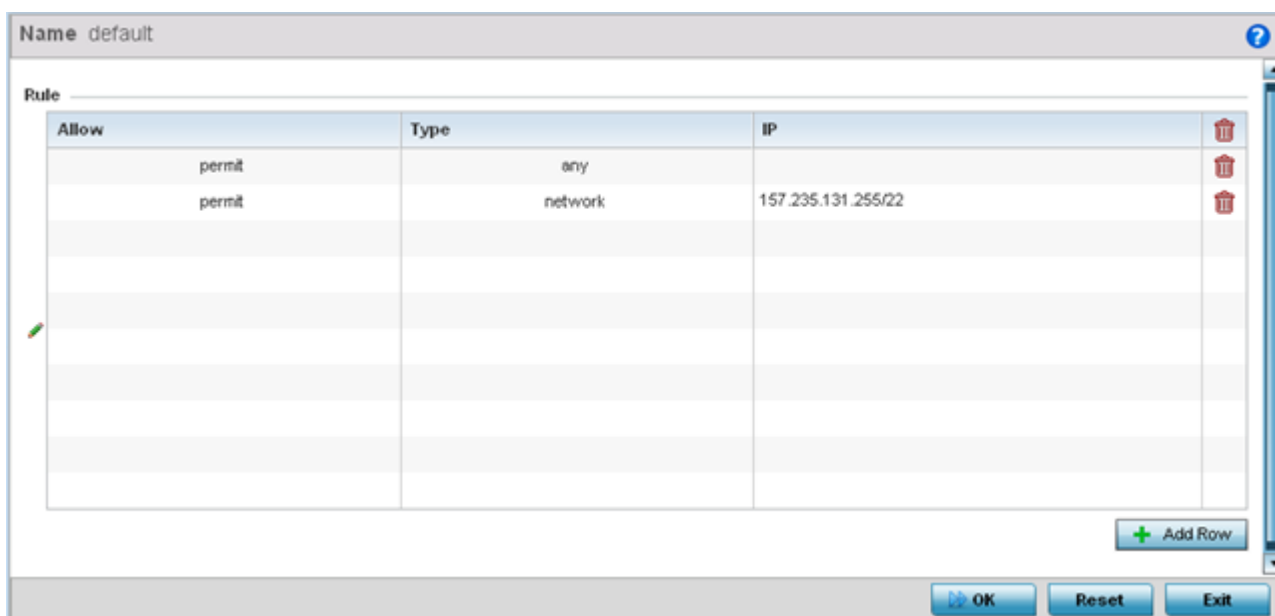 Name default
Rule
Allow Type IP
permit any
permit network 157.235.131.255/22
Add Row
OK Reset Exit